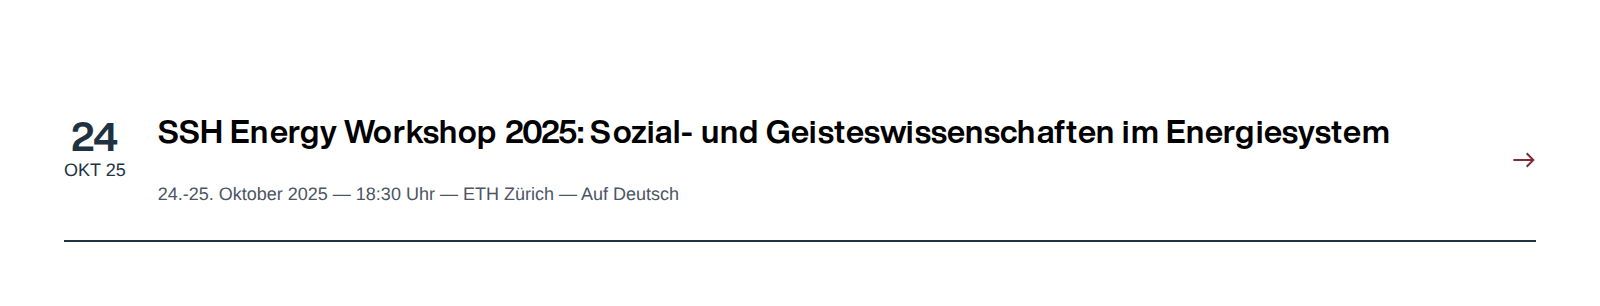 24
OKT 25
SSH Energy Workshop 2025: Sozial- und Geisteswissenschaften im Energiesystem
24.-25. Oktober 2025 — 18:30 Uhr — ETH Zürich — Auf Deutsch